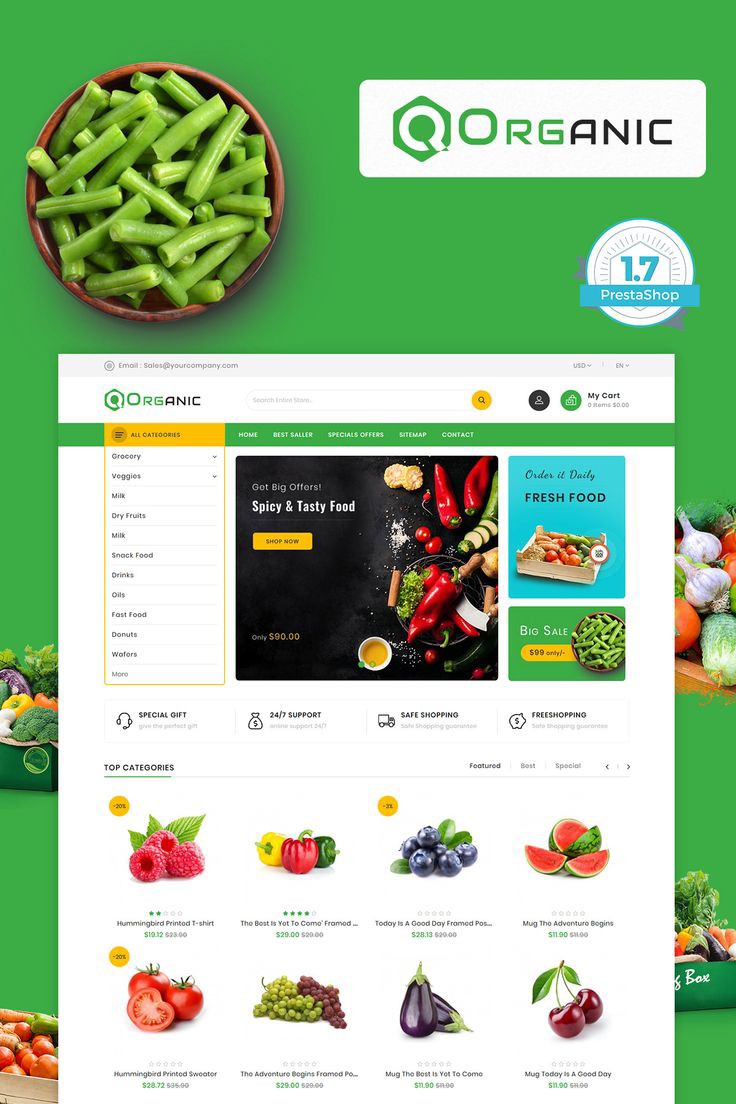 ORGANIC
1.7
PrestaShop
Email : Sales@yourcompany.com
USD
EN
ORGANIC
Search Entire Store...
My Cart
0 Items $0.00
ALL CATEGORIES
HOME
BEST SALLER
SPECIALS OFFERS
SITEMAP
CONTACT
Grocery
Veggies
Milk
Dry Fruits
Milk
Snack Food
Drinks
Oils
Fast Food
Donuts
Wafors
More
Get Big Offers!
Spicy & Tasty Food
SHOP NOW
Only $90.00
Order it Daily
FRESH FOOD
BIG SALE
$99 only/-
SPECIAL GIFT
give the perfect gift
24/7 SUPPORT
online support 24/7
SAFE SHOPPING
Safe Shopping guarantee
FREESHOPPING
Safe Shopping guarantee
TOP CATEGORIES
Featured
Best
Special
-20%
-3%
Hummingbird Printed T-shirt
$19.12 $23.90
The Best Is Yet To Come' Framed ...
$29.00 $29.00
Today Is A Good Day Framed Pos...
$28.13 $29.00
Mug The Adventure Begins
$11.90 $11.90
-20%
Hummingbird Printed Sweater
$28.72 $35.90
The Adventure Begins Framed Po...
$29.00 $29.00
Mug The Best Is Yet To Come
$11.90 $11.90
Mug Today Is A Good Day
$11.90 $11.90
Box